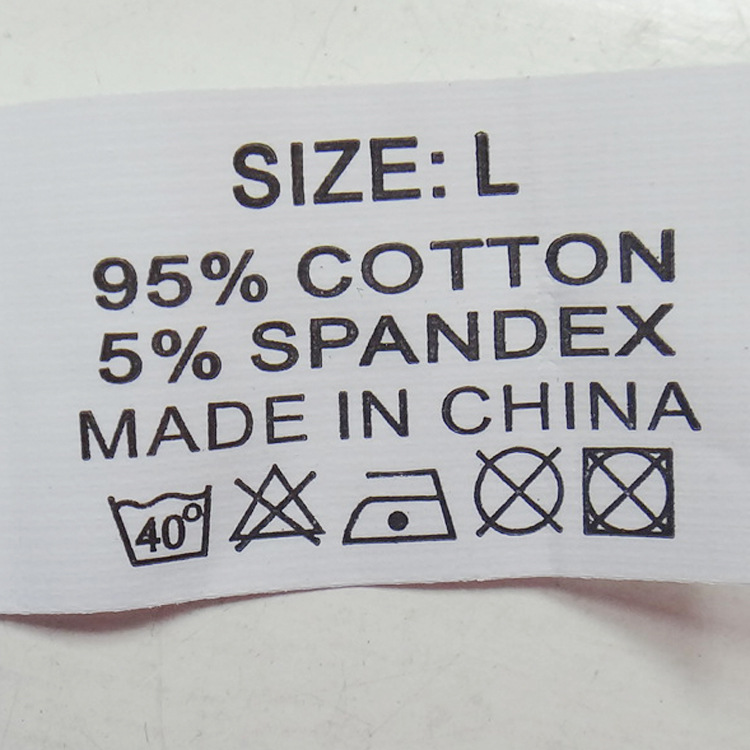 SIZE: L
95% COTTON
5% SPANDEX
MADE IN CHINA
40°